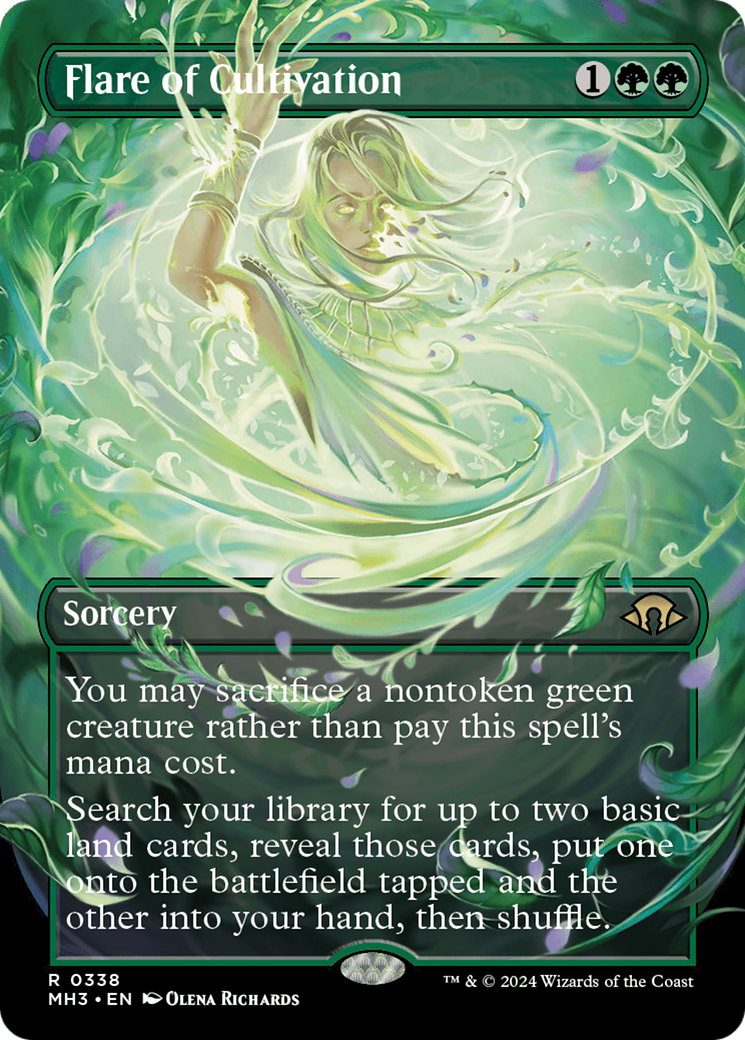 Flare of Cultivation 1
Sorcery
You may sacrifice a nontoken green
creature rather than pay this spell’s
mana cost.
Search your library for up to two basic
land cards, reveal those cards, put one
onto the battlefield tapped and the
other into your hand, then shuffle.
R 0338
MH3 • EN Olena Richards
™ & © 2024 Wizards of the Coast